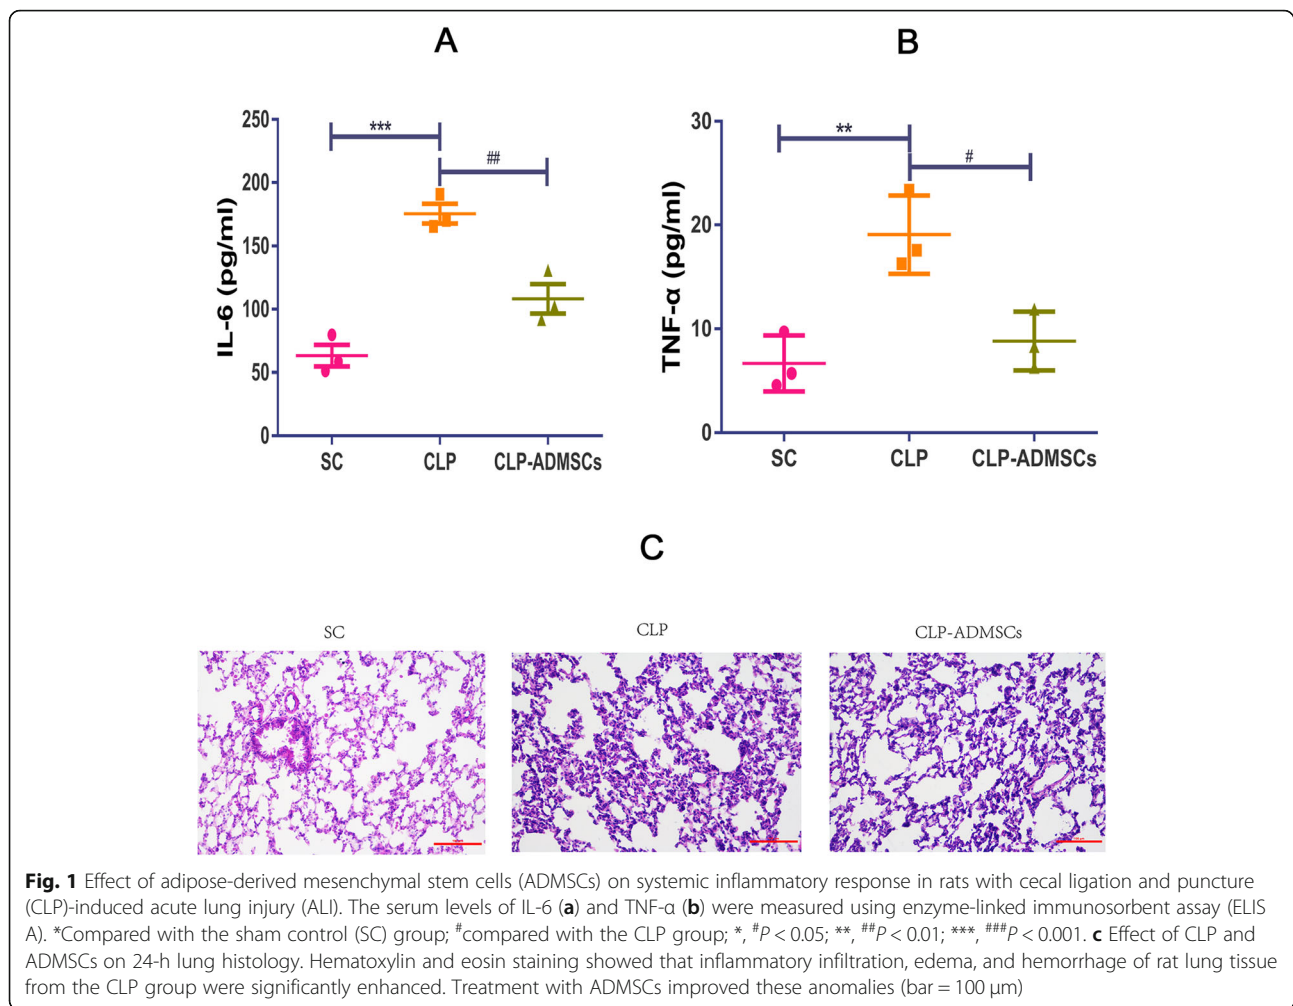 A
B
250
200
150
100
50
0
IL-6 (pg/ml)
***
##
SC
CLP
CLP-ADMSCs
30
20
10
0
TNF-α (pg/ml)
**
#
SC
CLP
CLP-ADMSCs
C
SC
CLP
CLP-ADMSCs
Fig. 1 Effect of adipose-derived mesenchymal stem cells (ADMSCs) on systemic inflammatory response in rats with cecal ligation and puncture
(CLP)-induced acute lung injury (ALI). The serum levels of IL-6 (a) and TNF-α (b) were measured using enzyme-linked immunosorbent assay (ELIS
A). *Compared with the sham control (SC) group; #compared with the CLP group; *, #P < 0.05; **, ##P < 0.01; ***, ###P < 0.001. c Effect of CLP and
ADMSCs on 24-h lung histology. Hematoxylin and eosin staining showed that inflammatory infiltration, edema, and hemorrhage of rat lung tissue
from the CLP group were significantly enhanced. Treatment with ADMSCs improved these anomalies (bar = 100 μm)